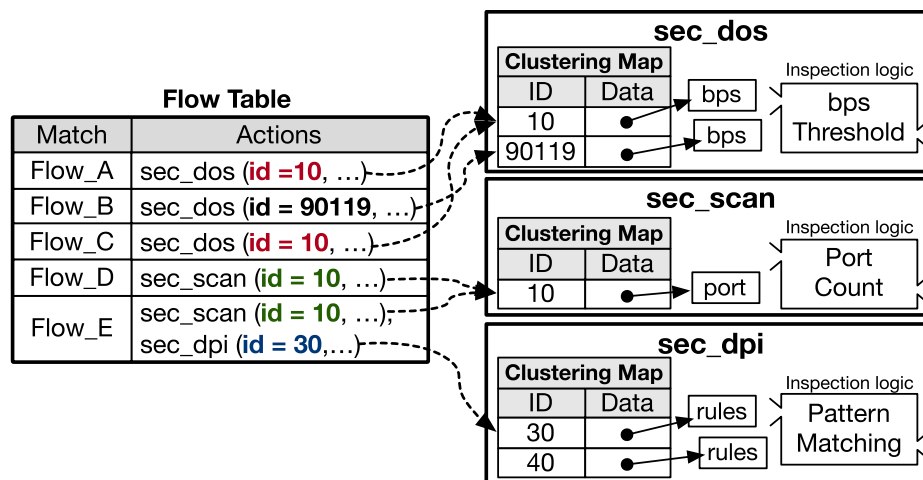 Flow Table
Match Actions
Flow_A sec_dos (id =10, …)
Flow_B sec_dos (id = 90119, …)
Flow_C sec_dos (id = 10, …)
Flow_D sec_scan (id = 10, …)
Flow_E sec_scan (id = 10, …),
sec_dpi (id = 30,…)
sec_dos
Clustering Map
ID Data
10
90119
bps
bps
Inspection logic
bps
Threshold
sec_scan
Clustering Map
ID Data
10
port
Inspection logic
Port
Count
sec_dpi
Clustering Map
ID Data
30
40
rules
rules
Inspection logic
Pattern
Matching